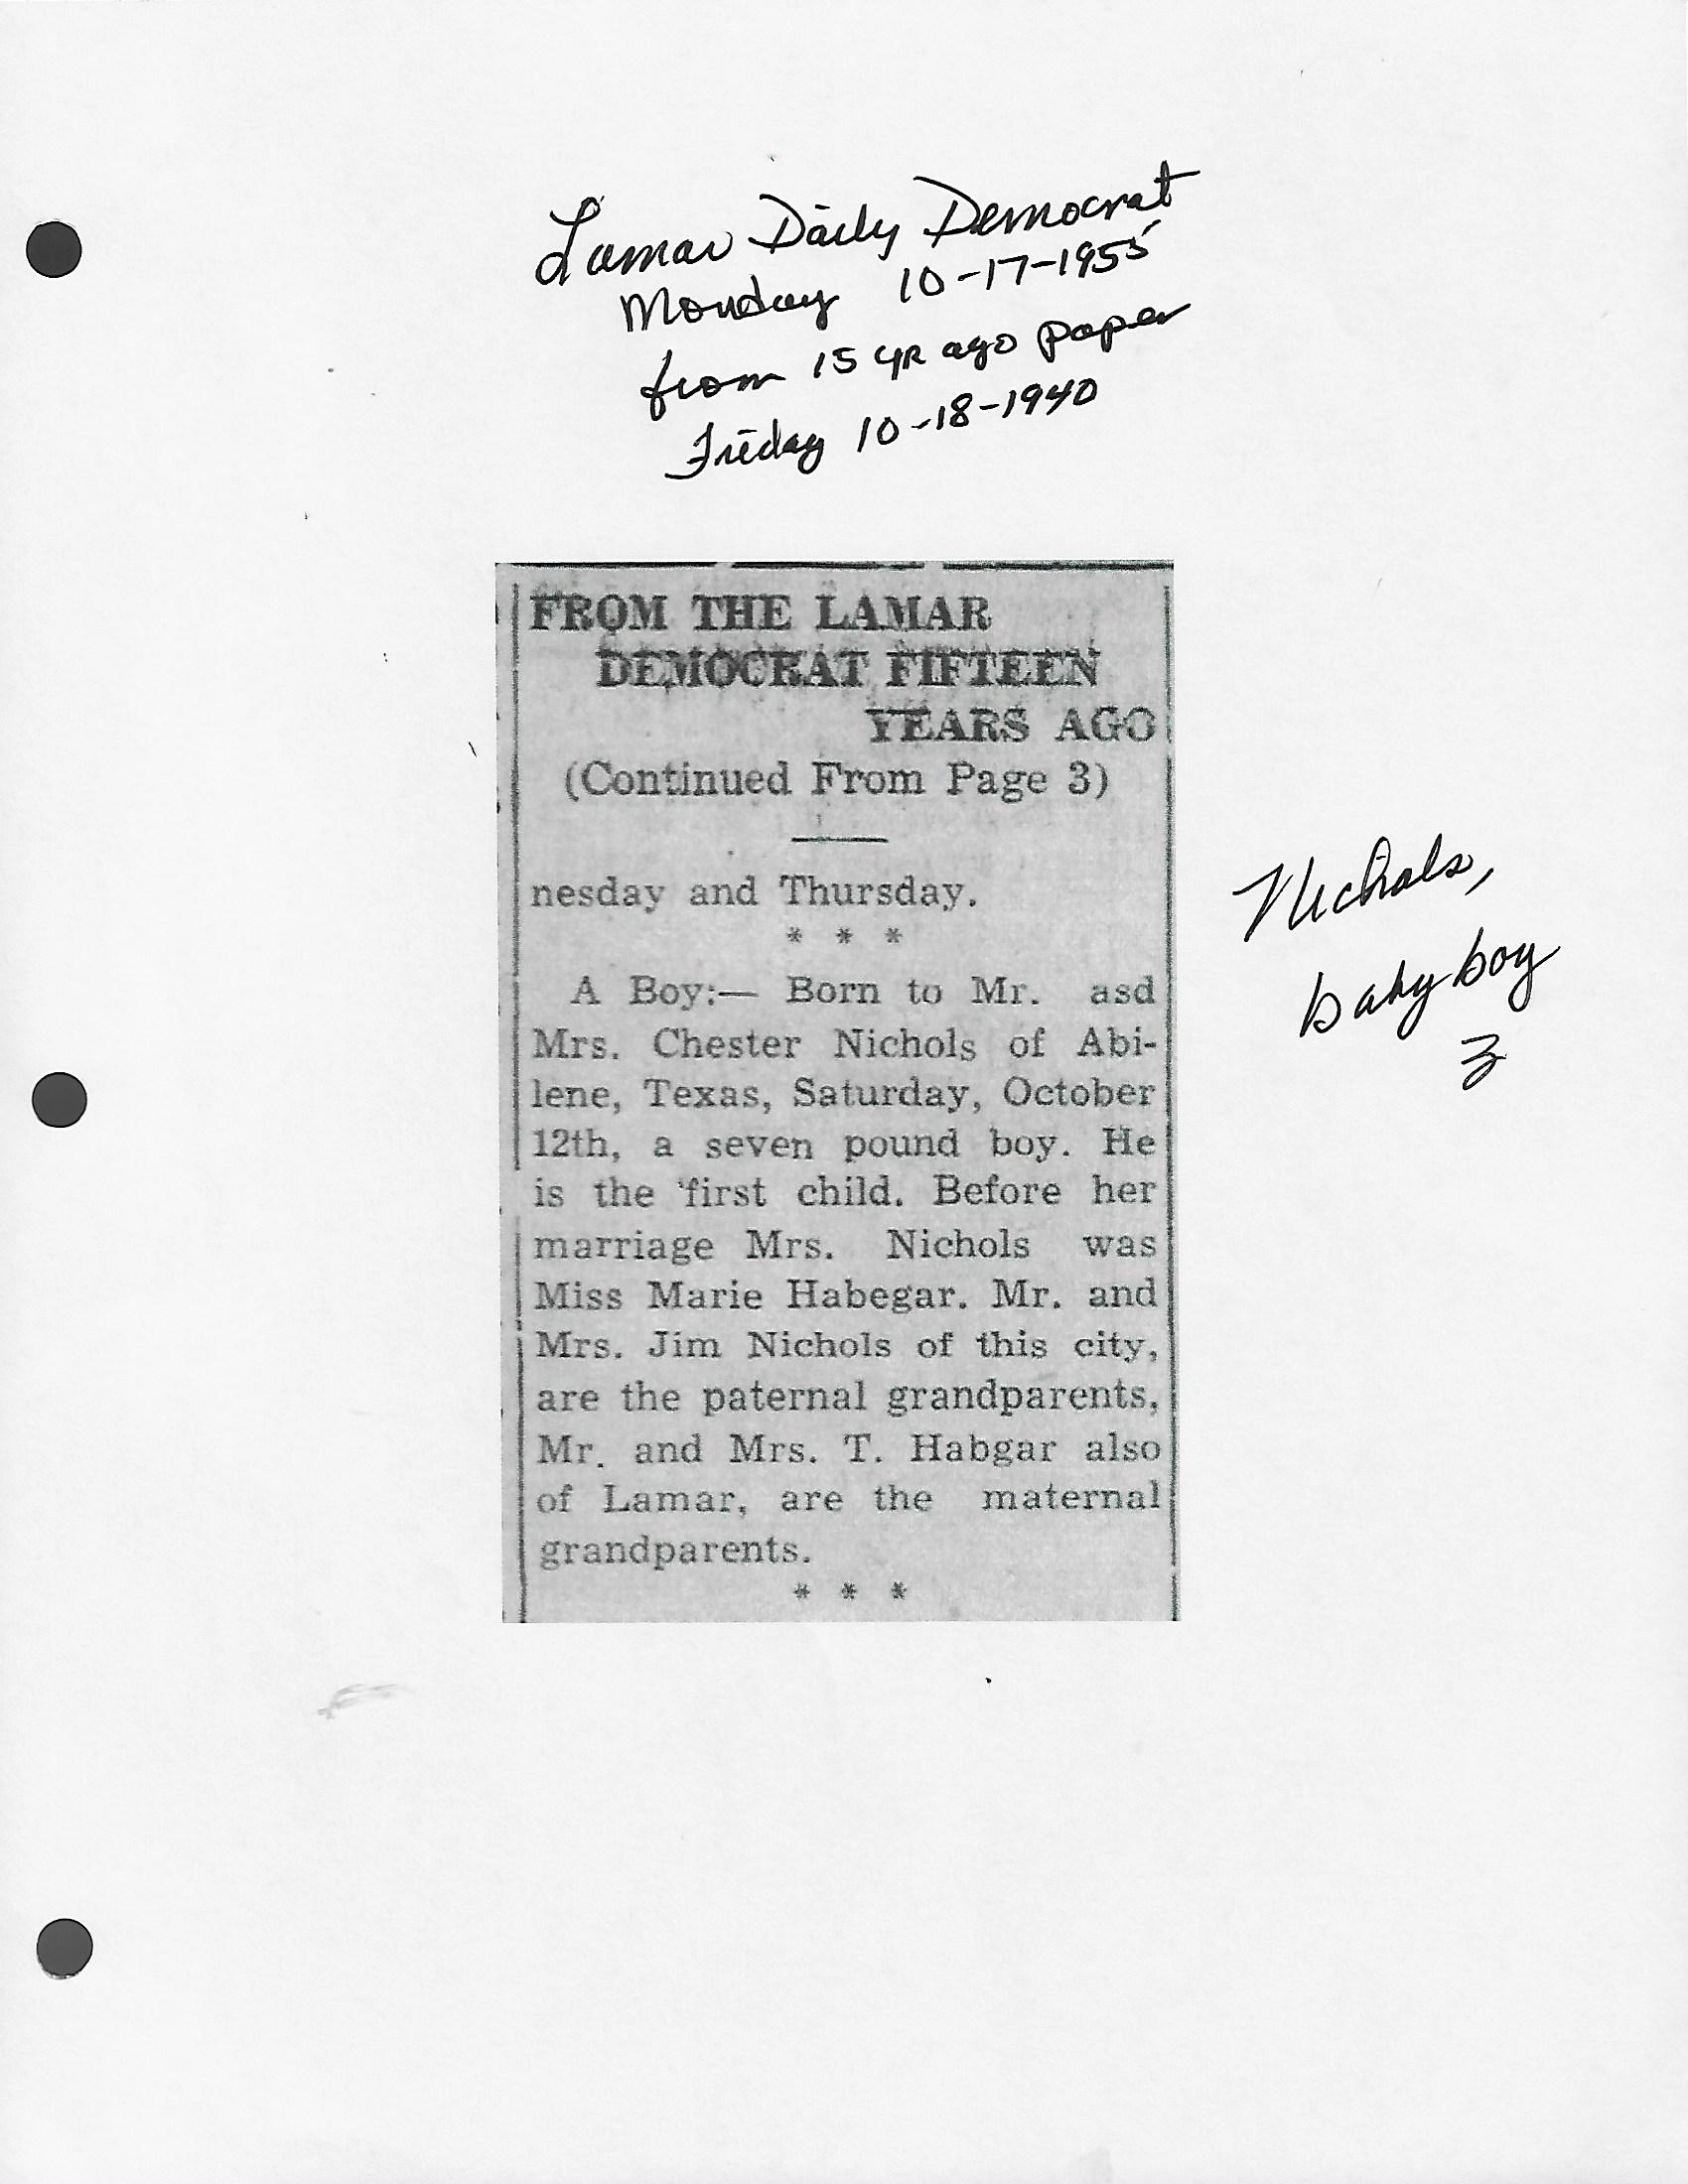 Lamar Daily Democrat
Monday 10-17-1955
from 15 yr ago paper
Friday 10-18-1940
FROM THE LAMAR
DEMOCRAT FIFTEEN
YEARS AGO
(Continued From Page 3)
nesday and Thursday.
* * *
A Boy:— Born to Mr. asd
Mrs. Chester Nichols of Abi-
lene, Texas, Saturday, October
12th, a seven pound boy. He
is the first child. Before her
marriage Mrs. Nichols was
Miss Marie Habegar. Mr. and
Mrs. Jim Nichols of this city,
are the paternal grandparents,
Mr. and Mrs. T. Habgar also
of Lamar, are the maternal
grandparents.
* * *
Nichols,
baby boy
3